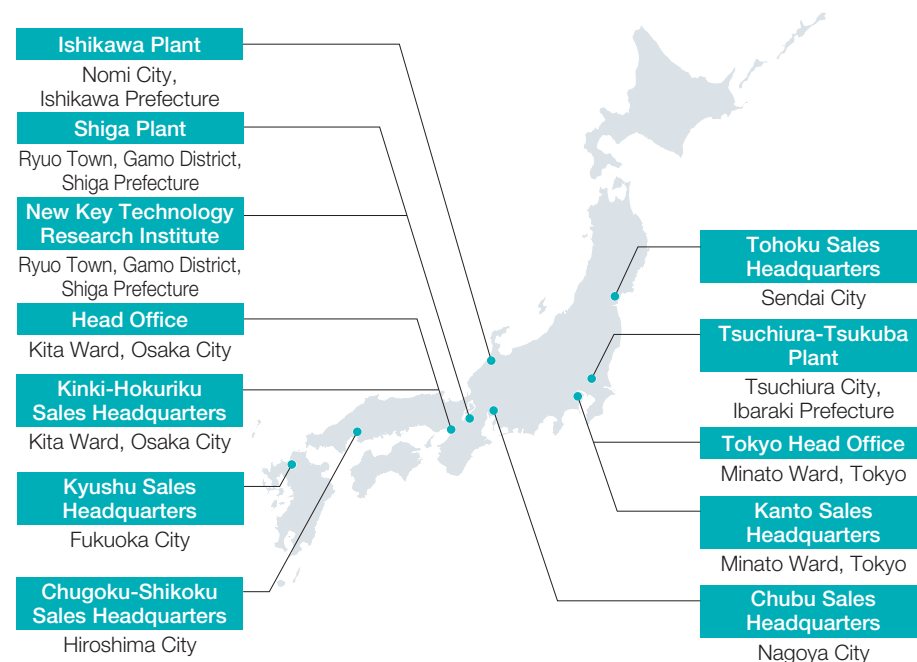 Ishikawa Plant
Nomi City,
Ishikawa Prefecture
Shiga Plant
Ryuo Town, Gamo District,
Shiga Prefecture
New Key Technology
Research Institute
Ryuo Town, Gamo District,
Shiga Prefecture
Head Office
Kita Ward, Osaka City
Kinki-Hokuriku
Sales Headquarters
Kita Ward, Osaka City
Kyushu Sales
Headquarters
Fukuoka City
Chugoku-Shikoku
Sales Headquarters
Hiroshima City
Tohoku Sales
Headquarters
Sendai City
Tsuchiura-Tsukuba
Plant
Tsuchiura City,
Ibaraki Prefecture
Tokyo Head Office
Minato Ward, Tokyo
Kanto Sales
Headquarters
Minato Ward, Tokyo
Chubu Sales
Headquarters
Nagoya City